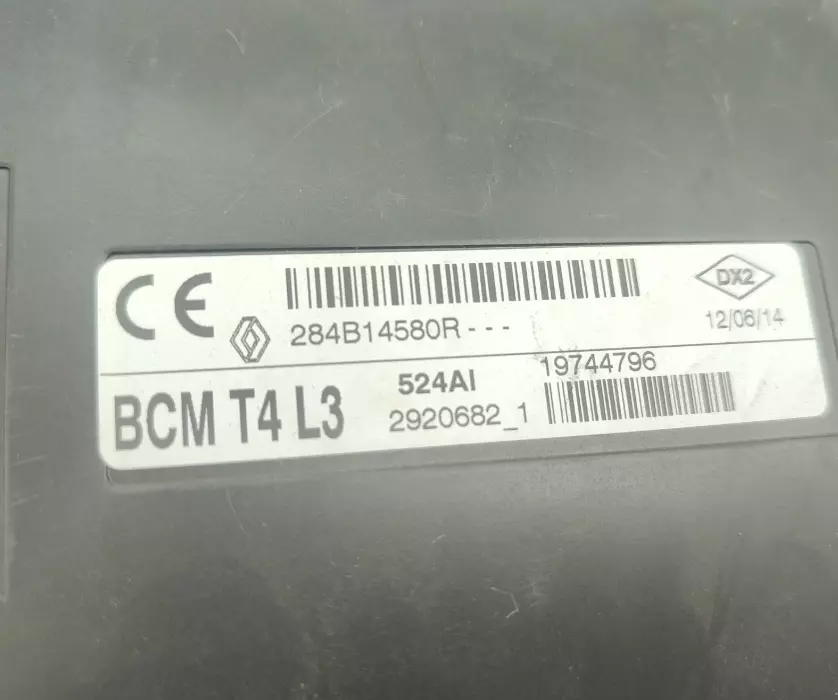 CE
284B14580R---
DX2
12/06/14
BCM T4 L3
524AI
2920682_1
19744796